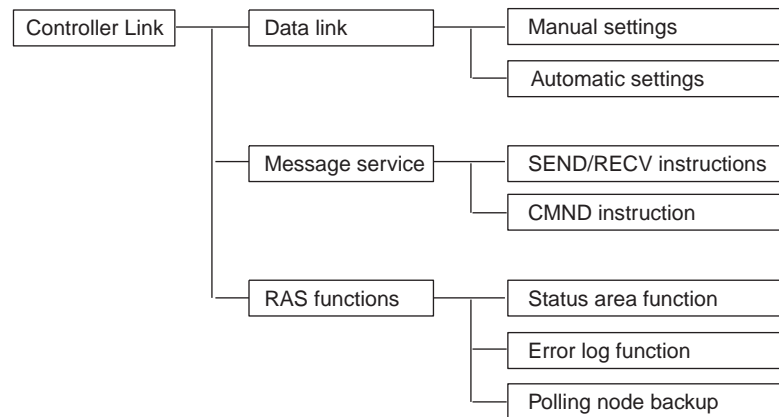 Controller Link
Data link
Manual settings
Automatic settings
Message service
SEND/RECV instructions
CMND instruction
RAS functions
Status area function
Error log function
Polling node backup